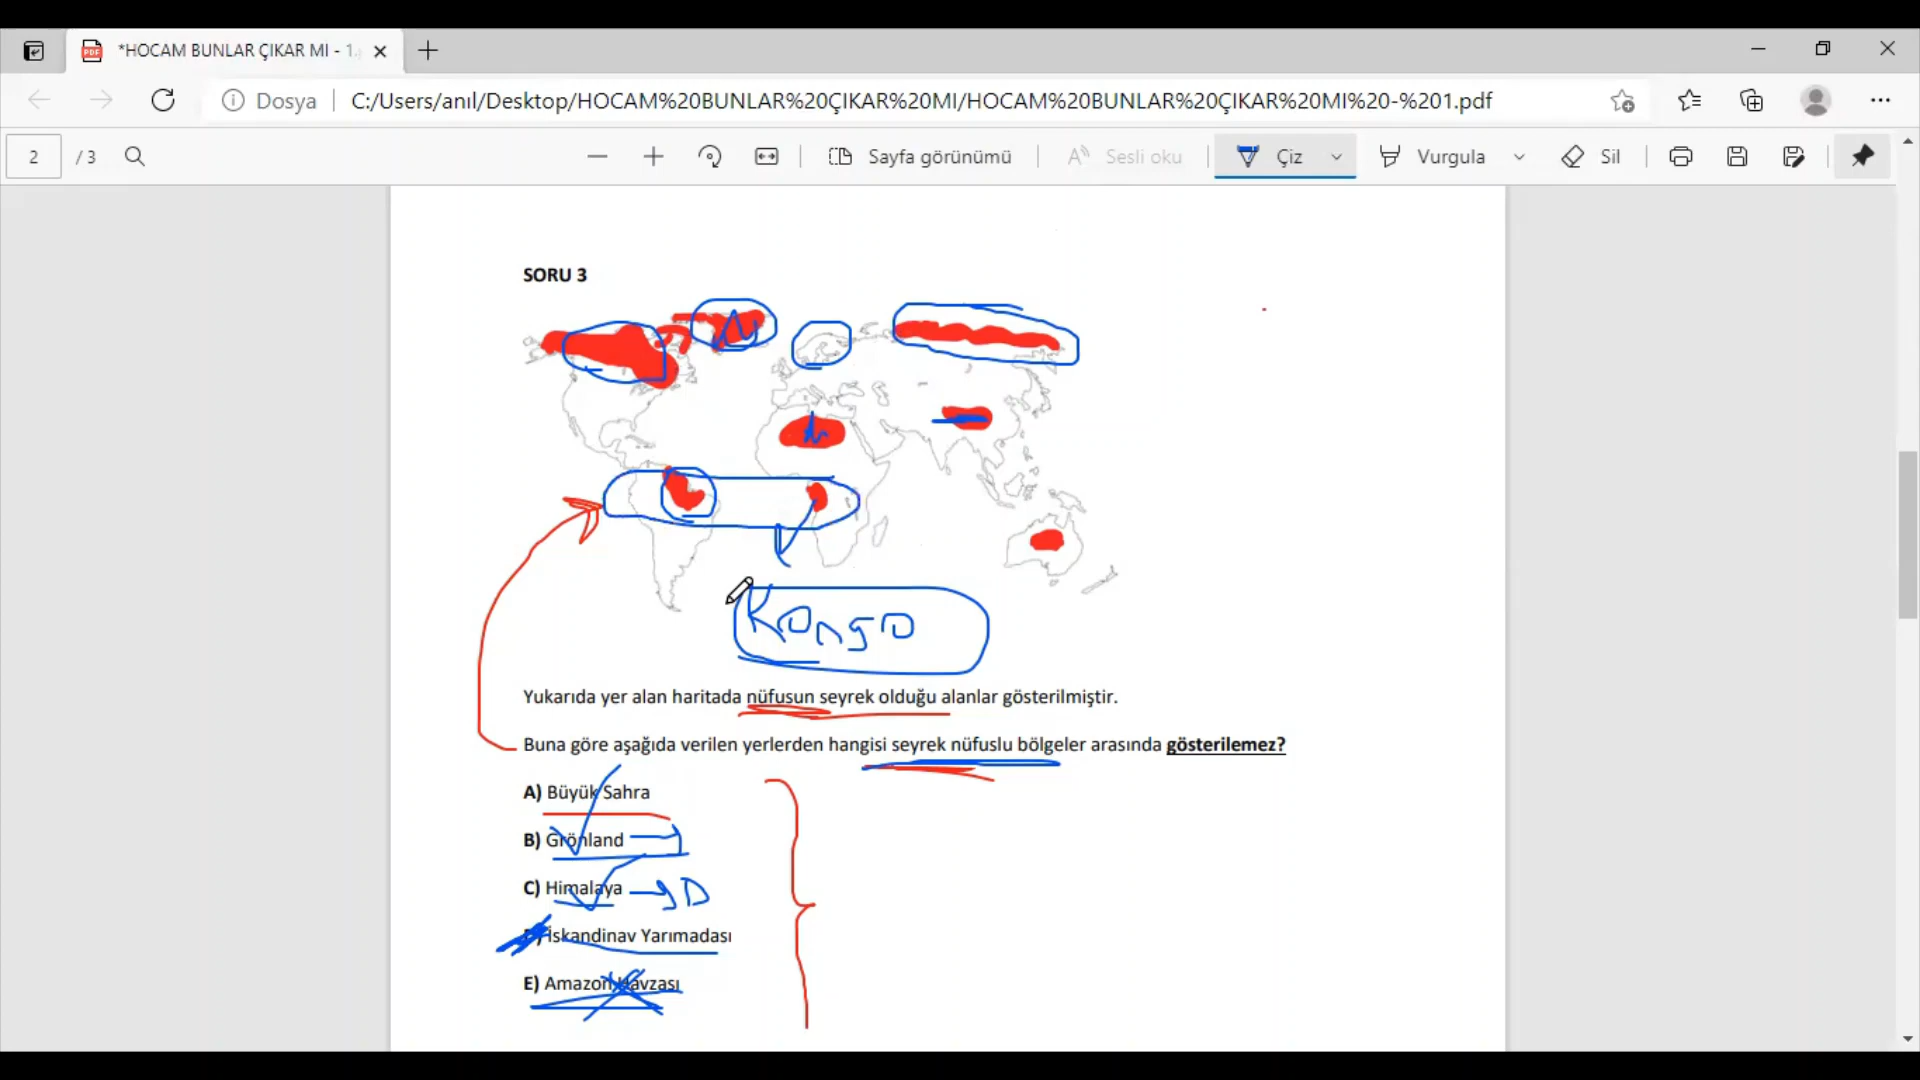 *HOCAM BUNLAR ÇIKAR MI - 1.
Dosya
C:/Users/anıl/Desktop/HOCAM%20BUNLAR%20ÇIKAR%20MI/HOCAM%20BUNLAR%20ÇIKAR%20MI%20-%201.pdf
2 / 3
Sayfa görünümü
Sesli oku
Çiz
Vurgula
Sil
SORU 3
Kongo
Yukarıda yer alan haritada nüfusun seyrek olduğu alanlar gösterilmiştir.
Buna göre aşağıda verilen yerlerden hangisi seyrek nüfuslu bölgeler arasında gösterilemez?
A) Büyük Sahra
B) Grönland
C) Himalaya D
D) İskandinav Yarımadası
E) Amazon Havzası